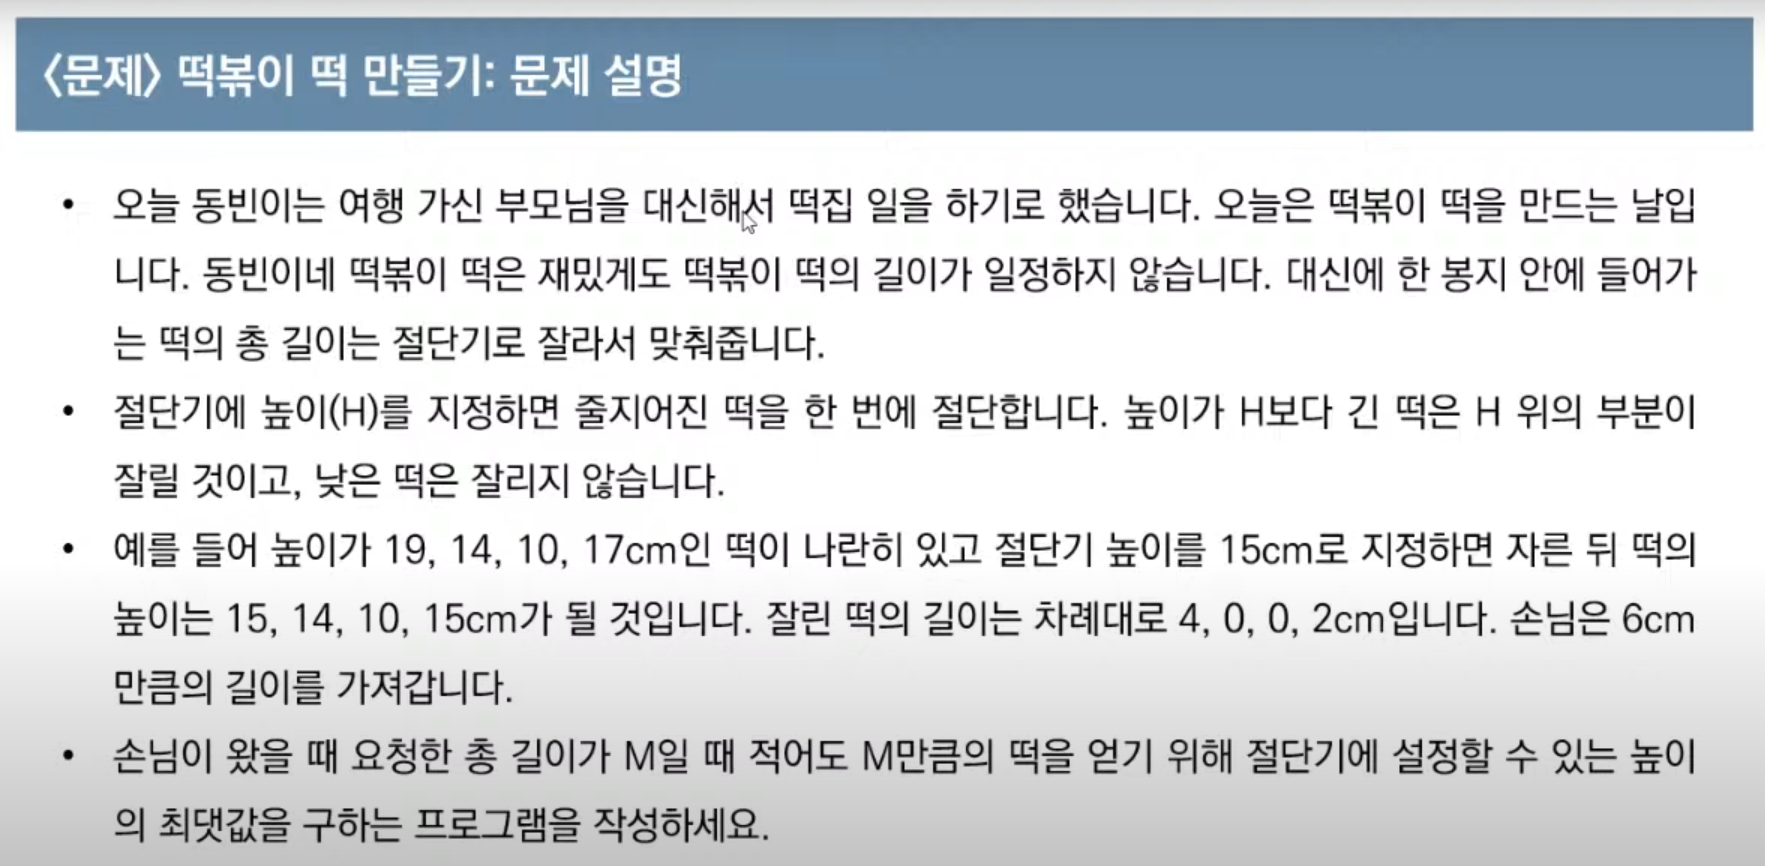 <문제> 떡볶이 떡 만들기: 문제 설명
• 오늘 동빈이는 여행 가신 부모님을 대신해서 떡집 일을 하기로 했습니다. 오늘은 떡볶이 떡을 만드는 날입
니다. 동빈이네 떡볶이 떡은 재밌게도 떡볶이 떡의 길이가 일정하지 않습니다. 대신에 한 봉지 안에 들어가
는 떡의 총 길이는 절단기로 잘라서 맞춰줍니다.
• 절단기에 높이(H)를 지정하면 줄지어진 떡을 한 번에 절단합니다. 높이가 H보다 긴 떡은 H 위의 부분이
잘릴 것이고, 낮은 떡은 잘리지 않습니다.
• 예를 들어 높이가 19, 14, 10, 17cm인 떡이 나란히 있고 절단기 높이를 15cm로 지정하면 자른 뒤 떡의
높이는 15, 14, 10, 15cm가 될 것입니다. 잘린 떡의 길이는 차례대로 4, 0, 0, 2cm입니다. 손님은 6cm
만큼의 길이를 가져갑니다.
• 손님이 왔을 때 요청한 총 길이가 M일 때 적어도 M만큼의 떡을 얻기 위해 절단기에 설정할 수 있는 높이
의 최댓값을 구하는 프로그램을 작성하세요.